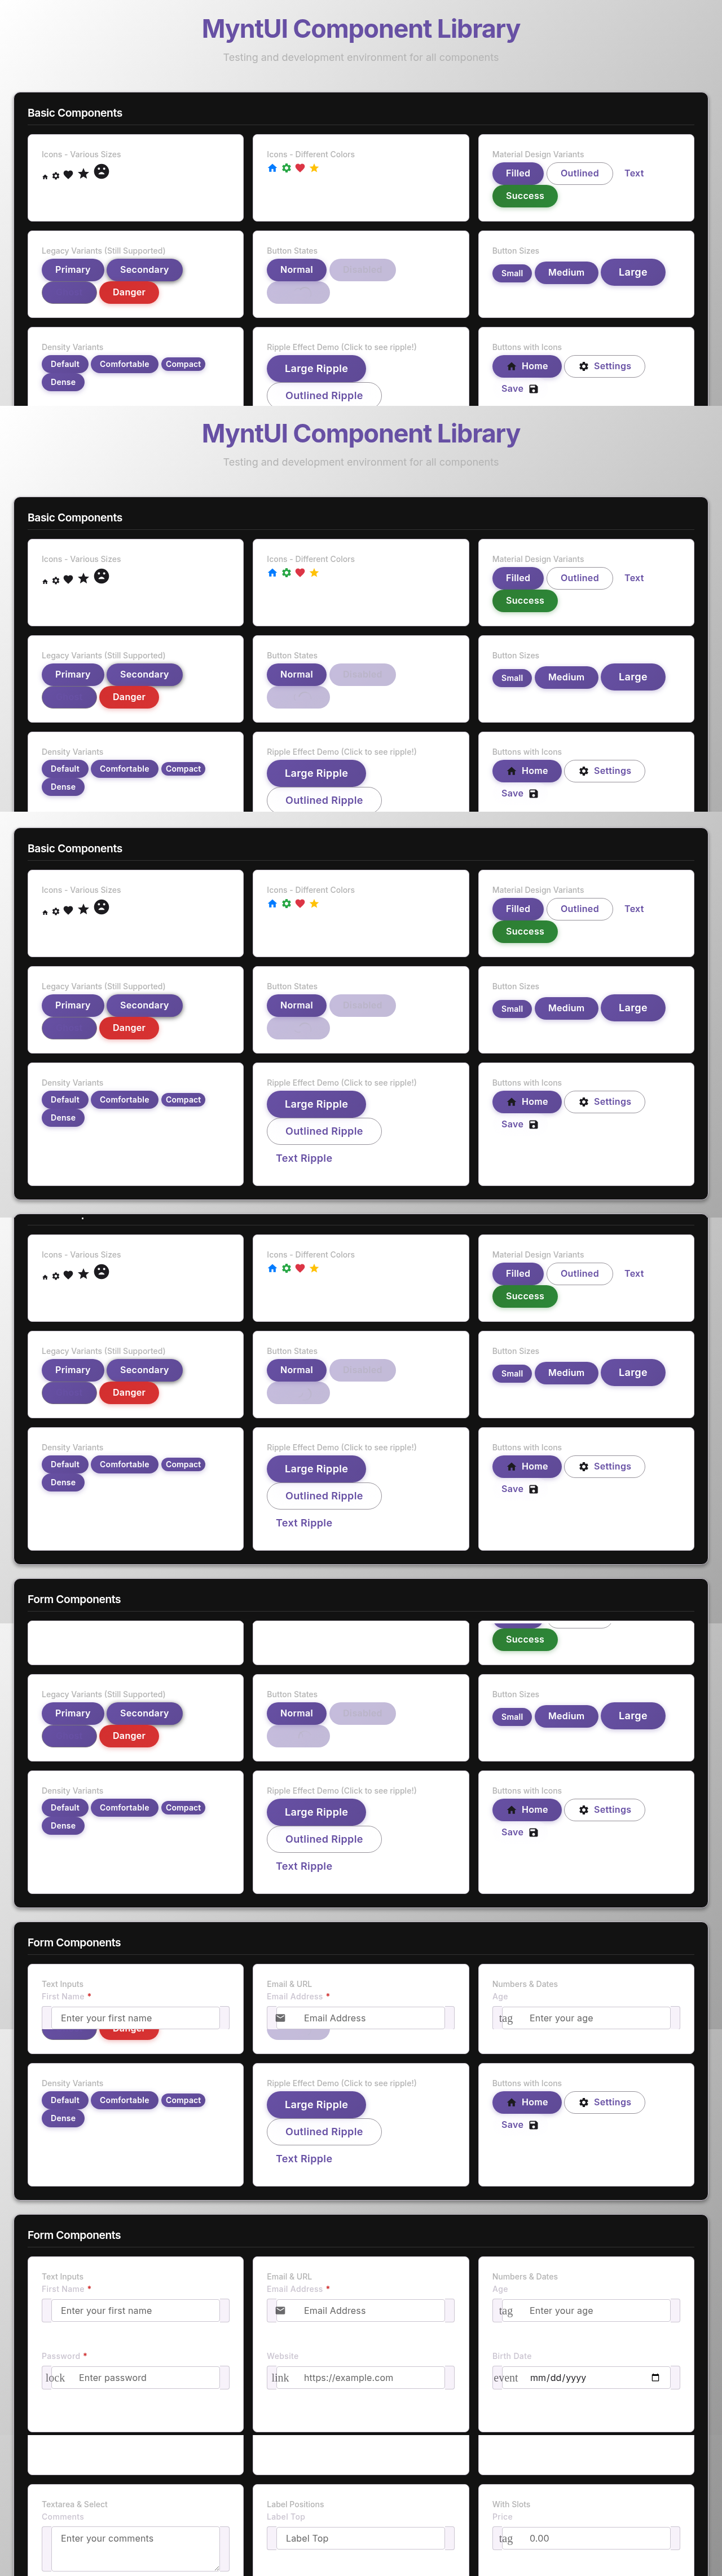 MyntUI Component Library
Testing and development environment for all components
Basic Components
Icons - Various Sizes
Icons - Different Colors
Material Design Variants
Filled
Outlined
Text
Success
Legacy Variants (Still Supported)
Primary
Secondary
Danger
Button States
Normal
Disabled
Button Sizes
Small
Medium
Large
Density Variants
Default
Comfortable
Compact
Dense
Ripple Effect Demo (Click to see ripple!)
Large Ripple
Outlined Ripple
Buttons with Icons
Home
Settings
Save
MyntUI Component Library
Testing and development environment for all components
Basic Components
Icons - Various Sizes
Icons - Different Colors
Material Design Variants
Filled
Outlined
Text
Success
Legacy Variants (Still Supported)
Primary
Secondary
Danger
Button States
Normal
Disabled
Button Sizes
Small
Medium
Large
Density Variants
Default
Comfortable
Compact
Dense
Ripple Effect Demo (Click to see ripple!)
Large Ripple
Outlined Ripple
Buttons with Icons
Home
Settings
Save
Basic Components
Icons - Various Sizes
Icons - Different Colors
Material Design Variants
Filled
Outlined
Text
Success
Legacy Variants (Still Supported)
Primary
Secondary
Danger
Button States
Normal
Disabled
Button Sizes
Small
Medium
Large
Density Variants
Default
Comfortable
Compact
Dense
Ripple Effect Demo (Click to see ripple!)
Large Ripple
Outlined Ripple
Text Ripple
Buttons with Icons
Home
Settings
Save
Icons - Various Sizes
Icons - Different Colors
Material Design Variants
Filled
Outlined
Text
Success
Legacy Variants (Still Supported)
Primary
Secondary
Danger
Button States
Normal
Disabled
Button Sizes
Small
Medium
Large
Density Variants
Default
Comfortable
Compact
Dense
Ripple Effect Demo (Click to see ripple!)
Large Ripple
Outlined Ripple
Text Ripple
Buttons with Icons
Home
Settings
Save
Form Components
Success
Legacy Variants (Still Supported)
Primary
Secondary
Danger
Button States
Normal
Disabled
Button Sizes
Small
Medium
Large
Density Variants
Default
Comfortable
Compact
Dense
Ripple Effect Demo (Click to see ripple!)
Large Ripple
Outlined Ripple
Text Ripple
Buttons with Icons
Home
Settings
Save
Form Components
Text Inputs
First Name *
Enter your first name
Email & URL
Email Address *
Email Address
Numbers & Dates
Age
tag
Enter your age
Danger
Density Variants
Default
Comfortable
Compact
Dense
Ripple Effect Demo (Click to see ripple!)
Large Ripple
Outlined Ripple
Text Ripple
Buttons with Icons
Home
Settings
Save
Form Components
Text Inputs
First Name *
Enter your first name
Password *
lock
Enter password
Email & URL
Email Address *
Email Address
Website
link
https://example.com
Numbers & Dates
Age
tag
Enter your age
Birth Date
event
mm/dd/yyyy
Textarea & Select
Comments
Enter your comments
Label Positions
Label Top
Label Top
With Slots
Price
tag
0.00